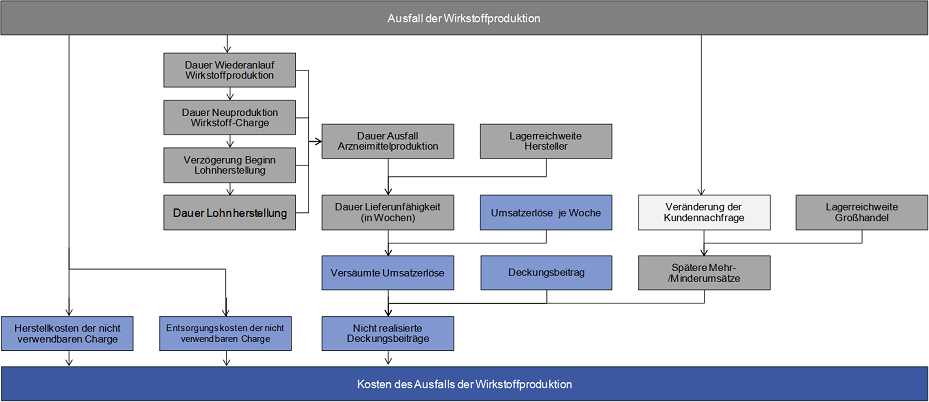 Ausfall der Wirkstoffproduktion
Dauer Wiederanlauf
Wirkstoffproduktion
Dauer Neuproduktion
Wirkstoff-Charge
Dauer Ausfall
Arzneimittelproduktion
Lagerreichweite
Hersteller
Verzögerung Beginn
Lohnherstellung
Dauer Lohnherstellung
Dauer Lieferunfähigkeit
(in Wochen)
Umsatzerlöse je Woche
Veränderung der
Kundennachfrage
Lagerreichweite
Großhandel
Versäumte Umsatzerlöse
Deckungsbeitrag
Spätere Mehr-
/Minderumsätze
Herstellkosten der nicht
verwendbaren Charge
Entsorgungskosten der nicht
verwendbaren Charge
Nicht realisierte
Deckungsbeiträge
Kosten des Ausfalls der Wirkstoffproduktion